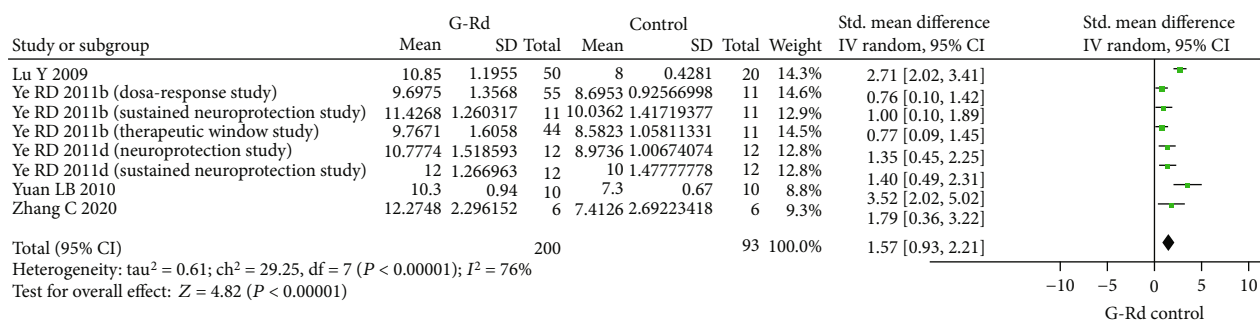 G-Rd Control Std. mean difference Std. mean difference
Study or subgroup Mean SD Total Mean SD Total Weight IV random, 95% CI IV random, 95% CI
Lu Y 2009 10.85 1.1955 50 8 0.4281 20 14.3% 2.71 [2.02, 3.41]
Ye RD 2011b (dosa-response study) 9.6975 1.3568 55 8.6953 0.92566998 11 14.6% 0.76 [0.10, 1.42]
Ye RD 2011b (sustained neuroprotection study) 11.4268 1.260317 11 10.0362 1.41719377 11 12.9% 1.00 [0.10, 1.89]
Ye RD 2011b (therapeutic window study) 9.7671 1.6058 44 8.5823 1.05811331 11 14.5% 0.77 [0.09, 1.45]
Ye RD 2011d (neuroprotection study) 10.7774 1.518593 12 8.9736 1.00674074 12 12.8% 1.35 [0.45, 2.25]
Ye RD 2011d (sustained neuroprotection study) 12 1.266963 12 10 1.47777778 12 12.8% 1.40 [0.49, 2.31]
Yuan LB 2010 10.3 0.94 10 7.3 0.67 10 8.8% 3.52 [2.02, 5.02]
Zhang C 2020 12.2748 2.296152 6 7.4126 2.69223418 6 9.3% 1.79 [0.36, 3.22]
Total (95% CI) 200 93 100.0% 1.57 [0.93, 2.21]
Heterogeneity: tau² = 0.61; ch² = 29.25, df = 7 (P < 0.00001); I² = 76%
Test for overall effect: Z = 4.82 (P < 0.00001)
−10 −5 0 5 10
G-Rd control